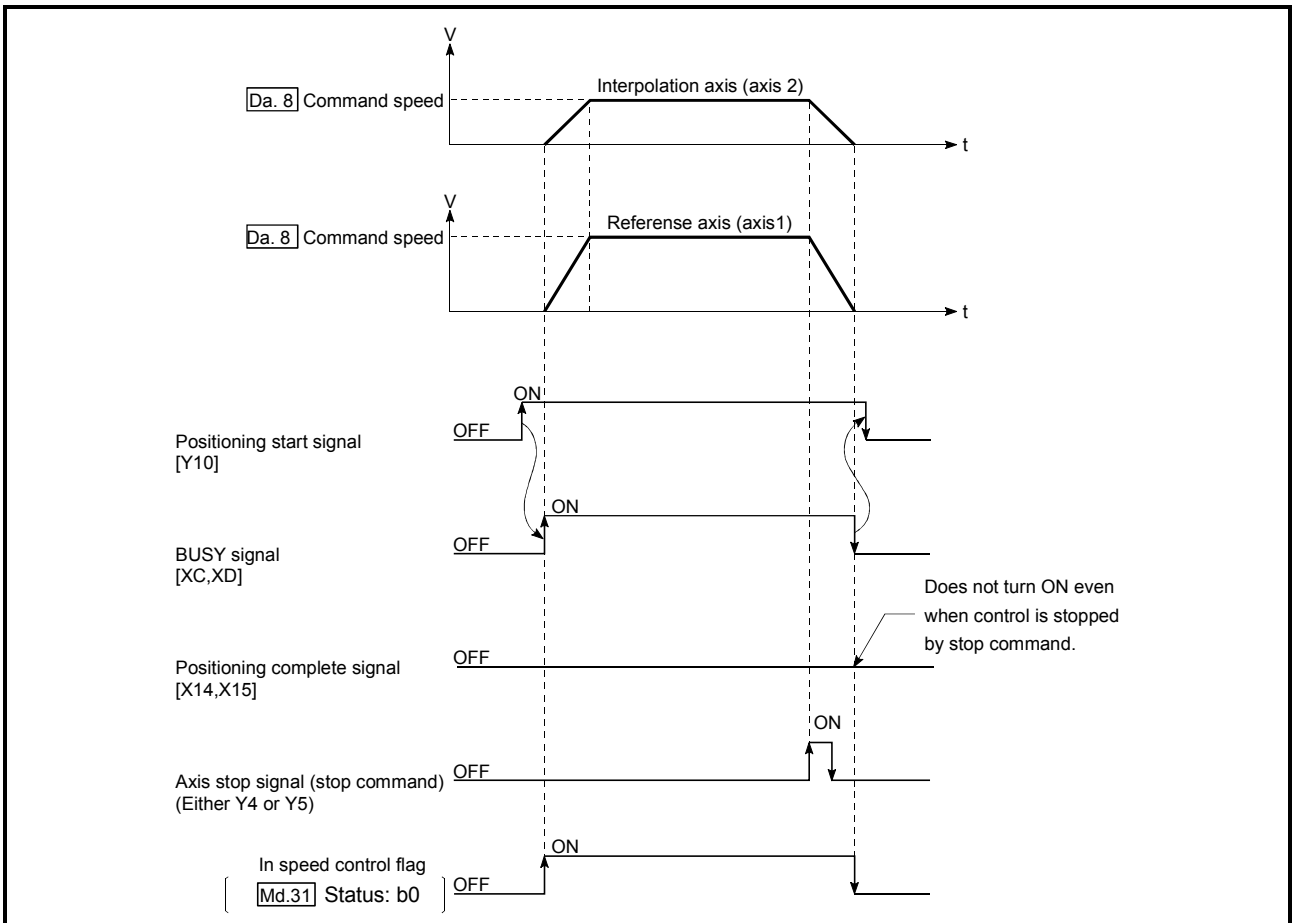 V
Interpolation axis (axis 2)
Da. 8 Command speed
t
V
Referense axis (axis1)
Da. 8 Command speed
t
ON
OFF
Positioning start signal
[Y10]
ON
OFF
BUSY signal
[XC,XD]
Does not turn ON even
when control is stopped
by stop command.
OFF
Positioning complete signal
[X14,X15]
ON
OFF
Axis stop signal (stop command)
(Either Y4 or Y5)
ON
In speed control flag
OFF
Md.31 Status: b0